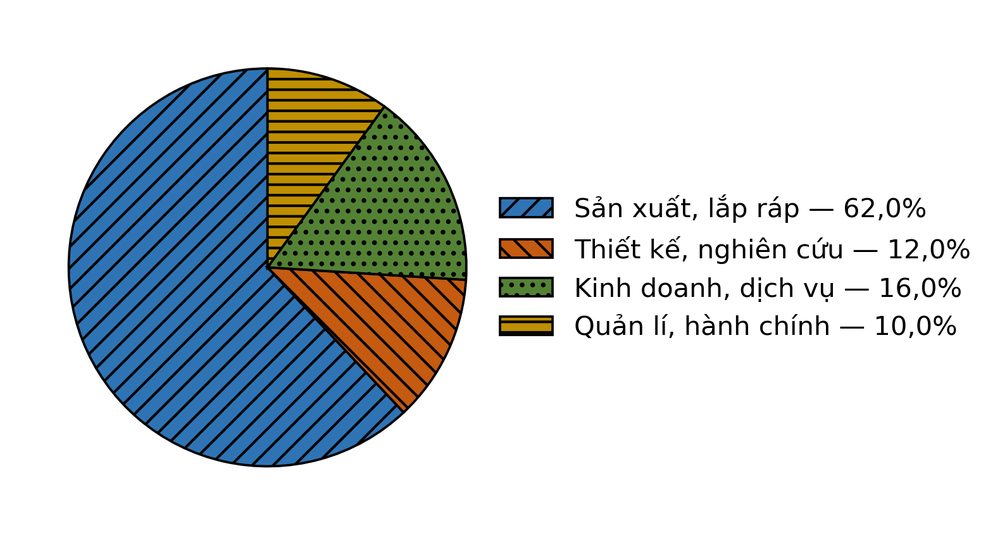 Sản xuất, lắp ráp — 62,0%
Thiết kế, nghiên cứu — 12,0%
Kinh doanh, dịch vụ — 16,0%
Quản lí, hành chính — 10,0%